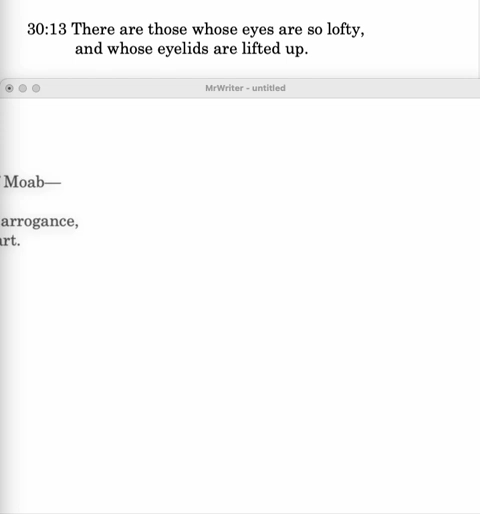 30:13 There are those whose eyes are so lofty,
and whose eyelids are lifted up.
MrWriter - untitled
Moab—
arrogance,